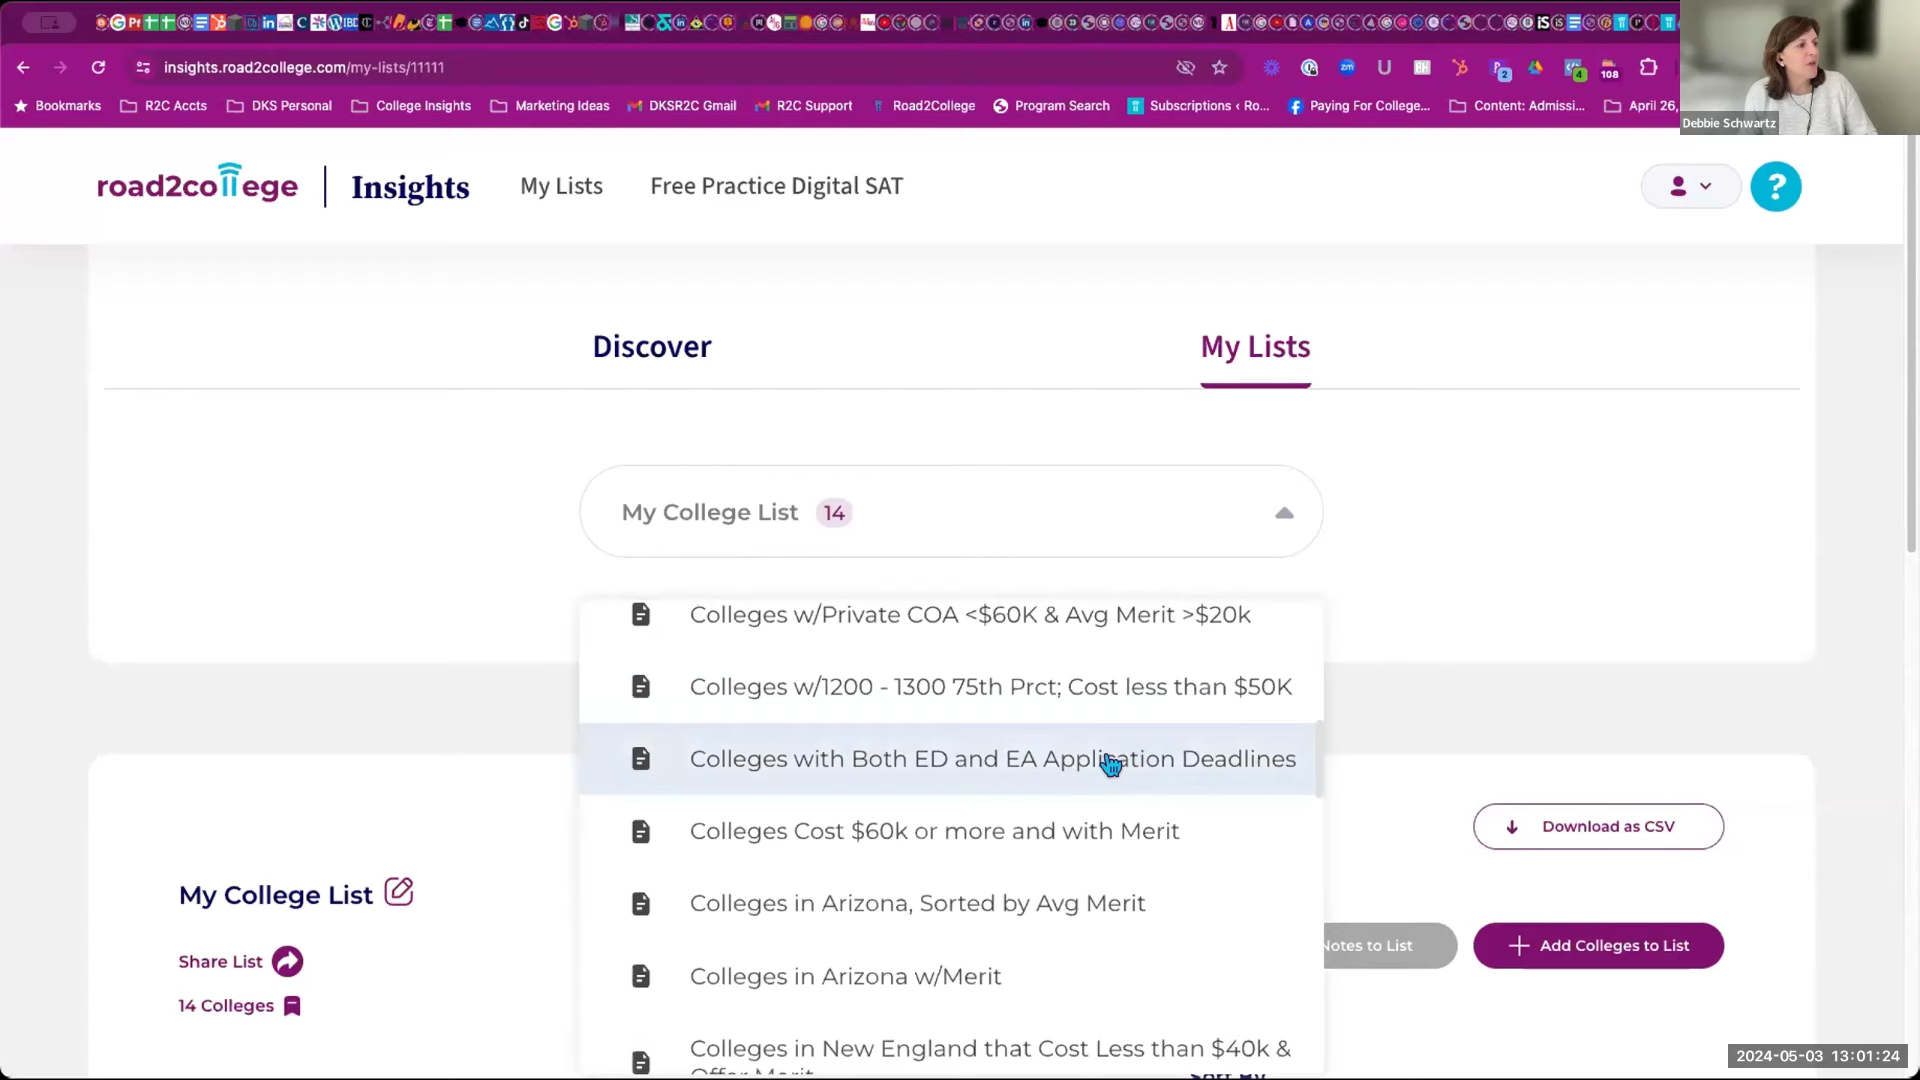 insights.road2college.com/my-lists/11111
Debbie Schwartz
Bookmarks R2C Accts DKS Personal College Insights Marketing Ideas DKSR2C Gmail R2C Support Road2College Program Search Subscriptions ‹ Ro... Paying For College... Content: Admissi... April 26,
road2college | Insights My Lists Free Practice Digital SAT ?
Discover My Lists
My College List 14
Colleges w/Private COA <$60K & Avg Merit >$20k
Colleges w/1200 - 1300 75th Prct; Cost less than $50K
Colleges with Both ED and EA Application Deadlines
Colleges Cost $60k or more and with Merit
Download as CSV
My College List
Colleges in Arizona, Sorted by Avg Merit
Notes to List
Add Colleges to List
Share List
Colleges in Arizona w/Merit
14 Colleges
Colleges in New England that Cost Less than $40k &
Offer Merit
Sort By
2024-05-03 13:01:24